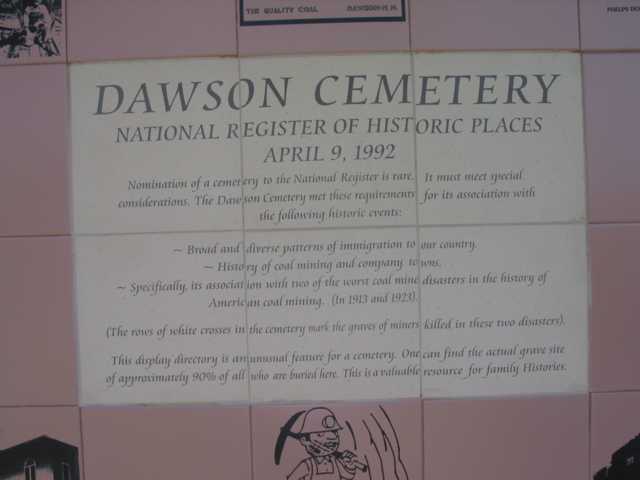 THE QUALITY COAL DAWSON, N. M.
PHELPS DO
DAWSON CEMETERY
NATIONAL REGISTER OF HISTORIC PLACES
APRIL 9, 1992
Nomination of a cemetery to the National Register is rare. It must meet special
considerations. The Dawson Cemetery met these requirements for its association with
the following historic events:
~ Broad and diverse patterns of immigration to our country.
~ History of coal mining and company towns.
~ Specifically, its association with two of the worst coal mine disasters in the history of
American coal mining. (In 1913 and 1923).
(The rows of white crosses in the cemetery mark the graves of miners killed in these two disasters).
This display directory is an unusual feature for a cemetery. One can find the actual grave site
of approximately 90% of all who are buried here. This is a valuable resource for family Histories.